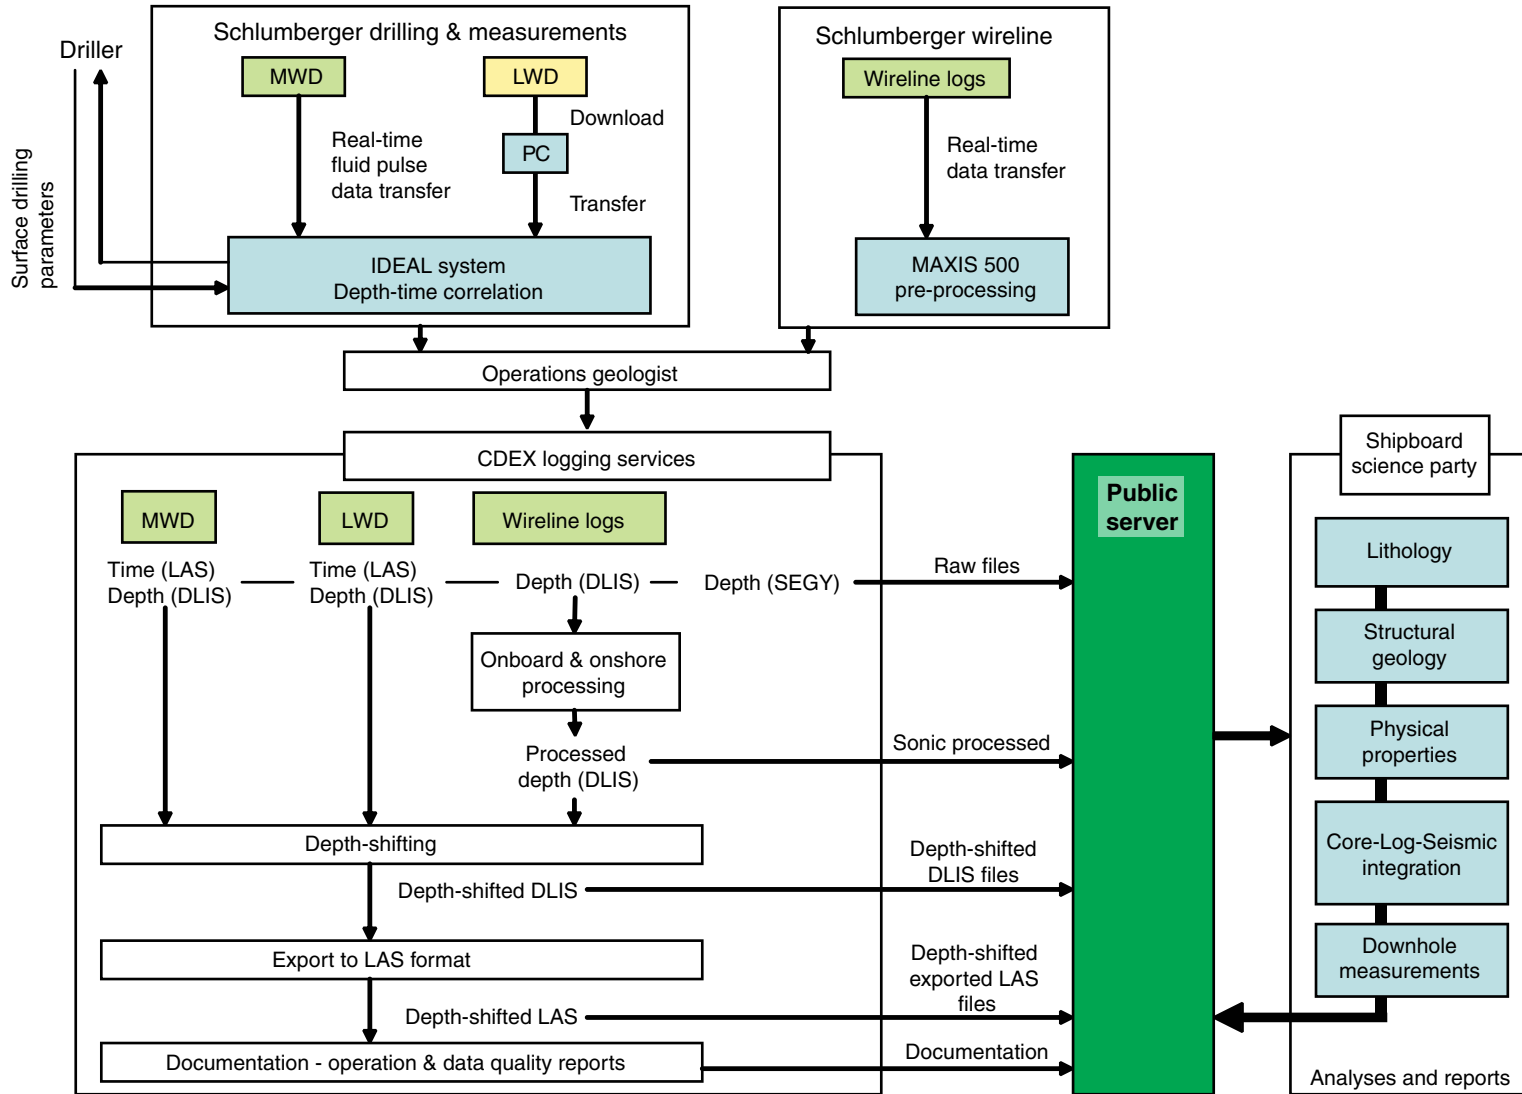 Schlumberger drilling & measurements
Schlumberger wireline
Driller
MWD
LWD
Wireline logs
Download
Real-time
fluid pulse
data transfer
PC
Real-time
data transfer
Transfer
Surface drilling
parameters
IDEAL system
Depth-time correlation
MAXIS 500
pre-processing
Operations geologist
CDEX logging services
Shipboard
science party
MWD
LWD
Wireline logs
Public
server
Time (LAS)
Depth (DLIS)
Time (LAS)
Depth (DLIS)
Depth (DLIS)
Depth (SEGY)
Raw files
Lithology
Onboard & onshore
processing
Structural
geology
Processed
depth (DLIS)
Sonic processed
Physical
properties
Depth-shifting
Depth-shifted
DLIS files
Core-Log-Seismic
integration
Depth-shifted DLIS
Export to LAS format
Depth-shifted
exported LAS
files
Downhole
measurements
Depth-shifted LAS
Documentation - operation & data quality reports
Documentation
Analyses and reports